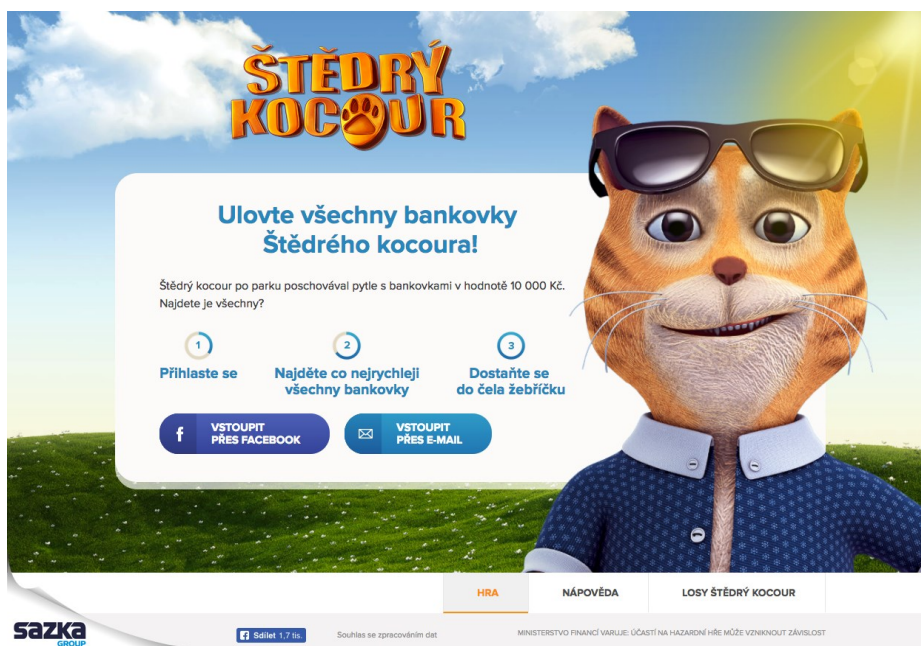 ŠTĚDRÝ
KOCOUR
Ulovte všechny bankovky
Štědrého kocoura!
Štědrý kocour po parku poschovával pytle s bankovkami v hodnotě 10 000 Kč.
Najdete je všechny?
1
2
3
Přihlaste se
Najděte co nejrychleji
všechny bankovky
Dostaňte se
do čela žebříčku
f
VSTOUPIT
PŘES FACEBOOK
VSTOUPIT
PŘES E-MAIL
HRA
NÁPOVĚDA
LOSY ŠTĚDRÝ KOCOUR
sazka
GROUP
f Sdílet 1,7 tis.
Souhlas se zpracováním dat
MINISTERSTVO FINANCÍ VARUJE: ÚČASTÍ NA HAZARDNÍ HŘE MŮŽE VZNIKNOUT ZÁVISLOST